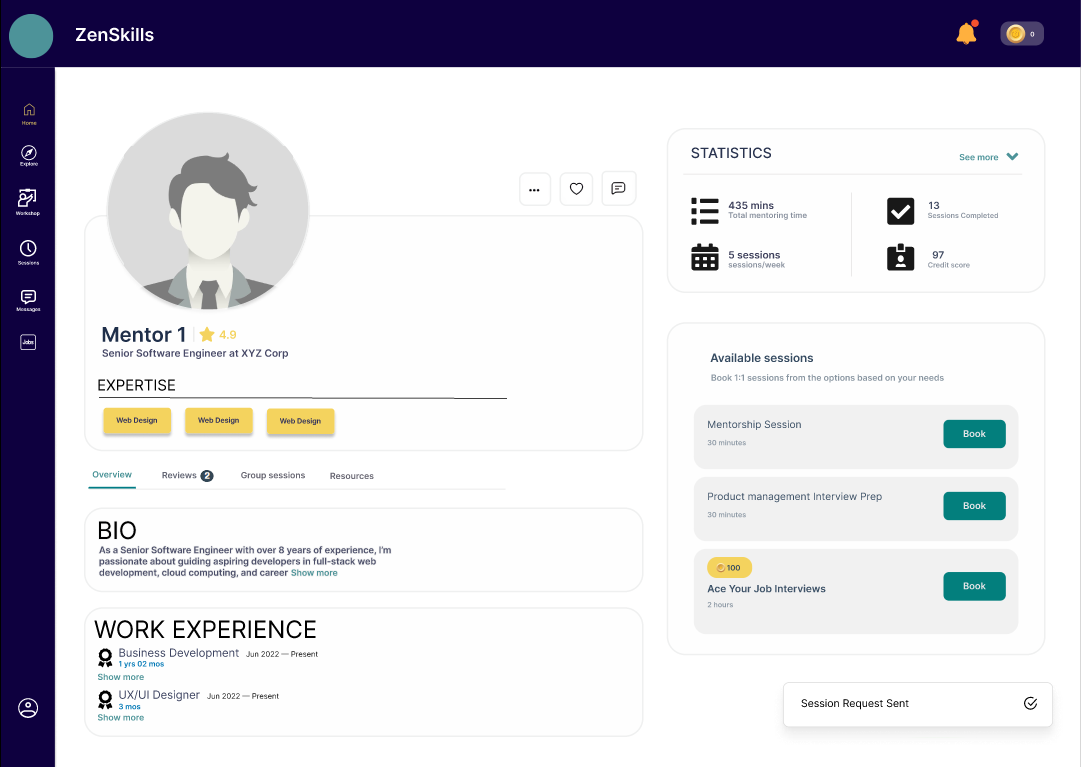 ZenSkills
0
Home
Explore
Workshop
Sessions
Messages
Jobs
Mentor 1
4.9
Senior Software Engineer at XYZ Corp
EXPERTISE
Web Design
Web Design
Web Design
Overview
Reviews 2
Group sessions
Resources
BIO
As a Senior Software Engineer with over 8 years of experience, I'm
passionate about guiding aspiring developers in full-stack web
development, cloud computing, and career Show more
WORK EXPERIENCE
Business Development Jun 2022 — Present
1 yrs 02 mos
Show more
UX/UI Designer Jun 2022 — Present
3 mos
Show more
STATISTICS
See more
435 mins
Total mentoring time
13
Sessions Completed
5 sessions
sessions/week
97
Credit score
Available sessions
Book 1:1 sessions from the options based on your needs
Mentorship Session
30 minutes
Book
Product management Interview Prep
30 minutes
Book
100
Ace Your Job Interviews
2 hours
Book
Session Request Sent